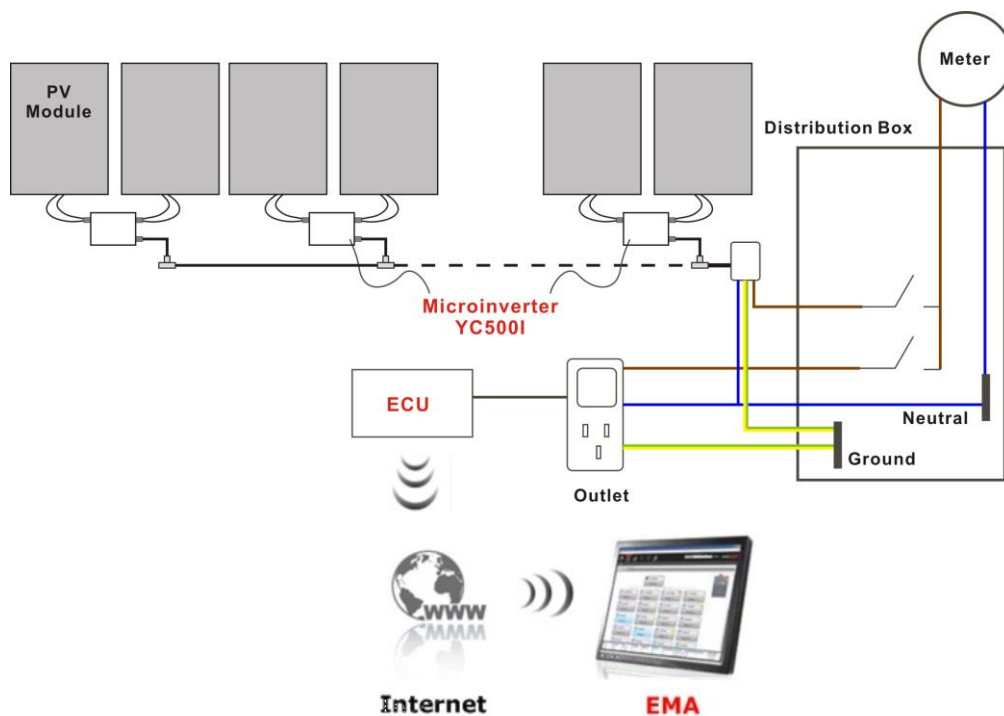 Meter
PV
Module
Distribution Box
Microinverter
YC500I
ECU
Neutral
Ground
Outlet
WWW
Internet
EMA